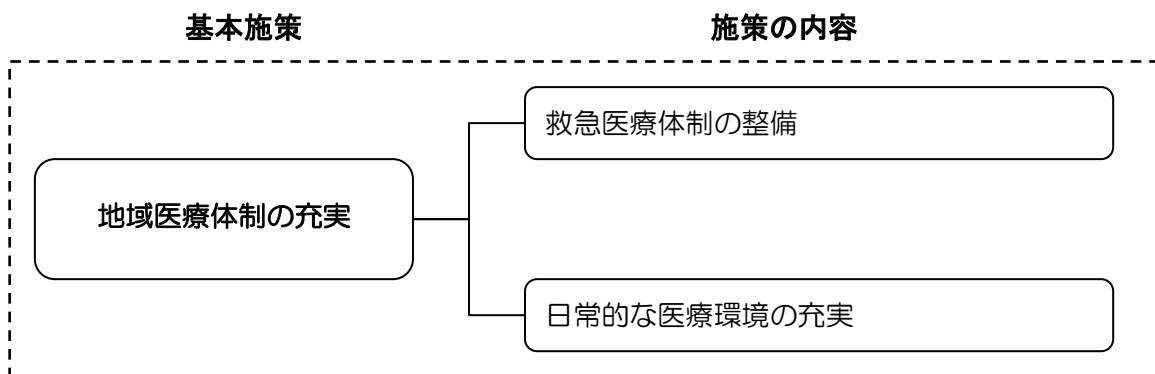 基本施策
施策の内容
救急医療体制の整備
地域医療体制の充実
日常的な医療環境の充実